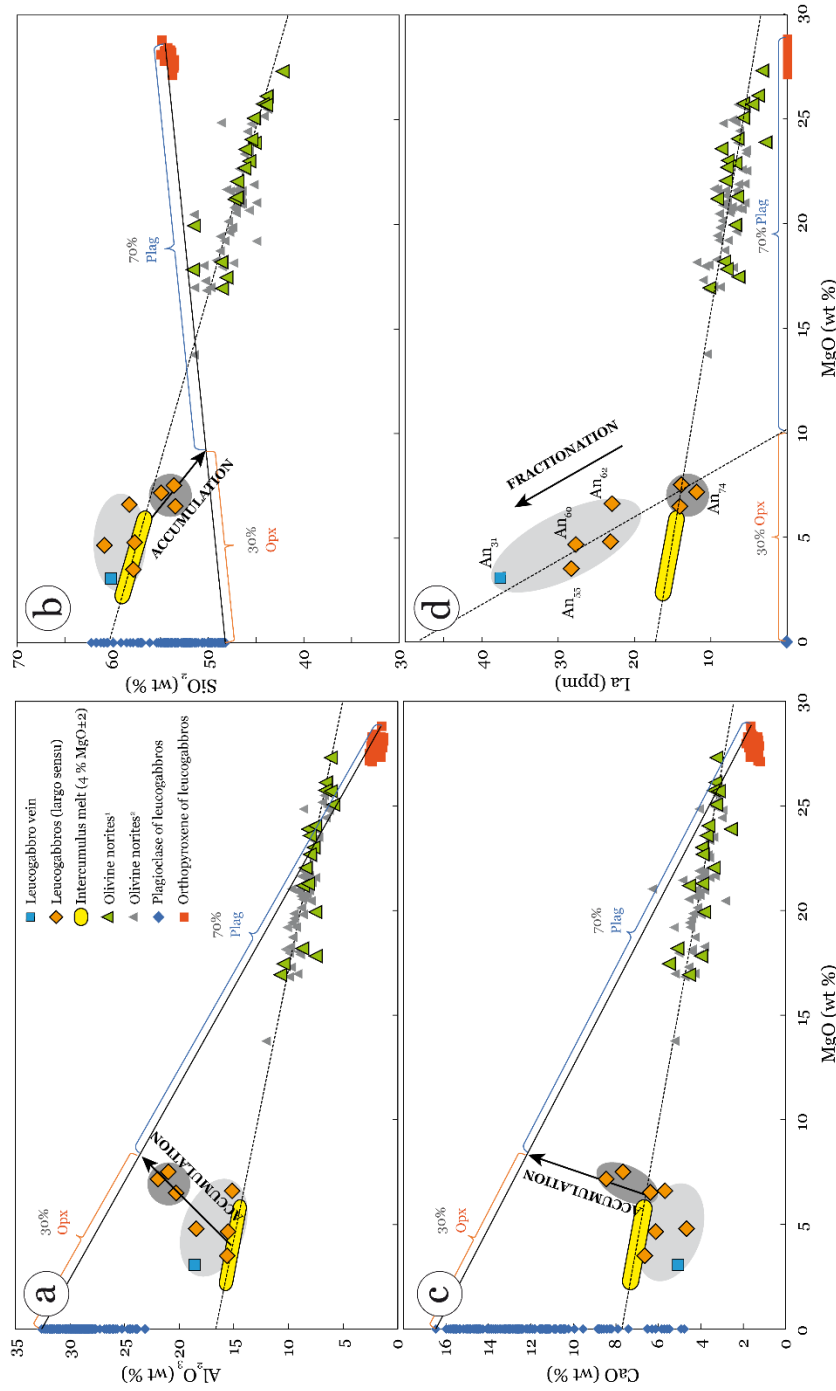 a
Al₂O₃ (wt %)
35
25
15
5
0
30%
Opx
70%
Plag
ACCUMULATION
Leucogabbro vein
Leucogabbros (largo sensu)
Intercumulus melt (4 % MgO±2)
Olivine norites¹
Olivine norites²
Plagioclase of leucogabbros
Orthopyroxene of leucogabbros
b
SiO₂ (wt %)
70
60
50
40
30
30%
Opx
70%
Plag
ACCUMULATION
c
CaO (wt %)
16
14
12
10
8
6
4
2
0
30%
Opx
70%
Plag
ACCUMULATION
0
5
10
15
20
25
30
MgO (wt %)
d
La (ppm)
40
30
20
10
An₃₁
An₅₅
An₆₀
An₆₂
An₇₄
FRACTIONATION
30% Opx
70% Plag
0
5
10
15
20
25
30
MgO (wt %)